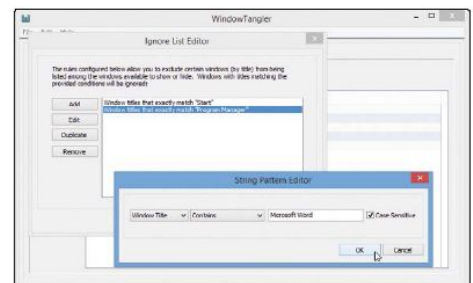 WindowTangler
File Edit Help
Ignore List Editor
The rules configured below allow you to exclude certain windows (by title) from being
listed among the windows available to show or hide. Windows with titles matching the
provided conditions will be ignored:
Add
Window titles that exactly match "Start"
Window titles that exactly match "Program Manager"
Edit
Duplicate
Remove
String Pattern Editor
Window Title
Contains
Microsoft Word
Case Sensitive
OK
Cancel